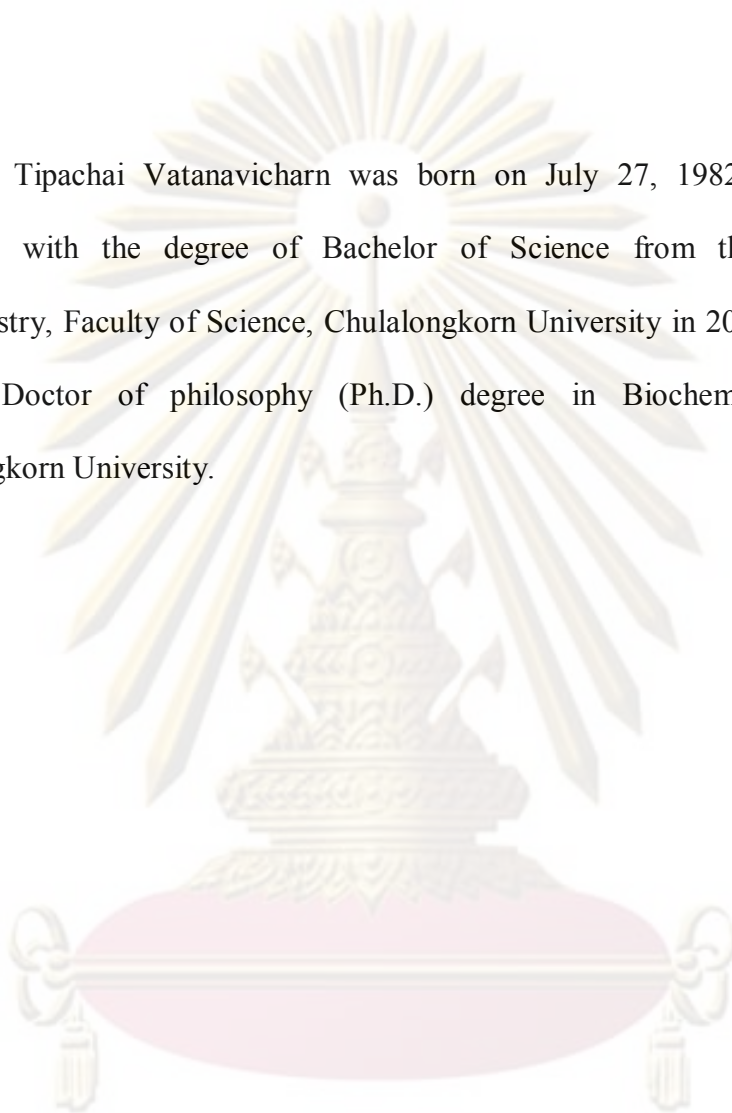 Tipachai Vatanavicharn was born on July 27, 1982
with the degree of Bachelor of Science from th
stry, Faculty of Science, Chulalongkorn University in 20
Doctor of philosophy (Ph.D.) degree in Biochem
gkorn University.